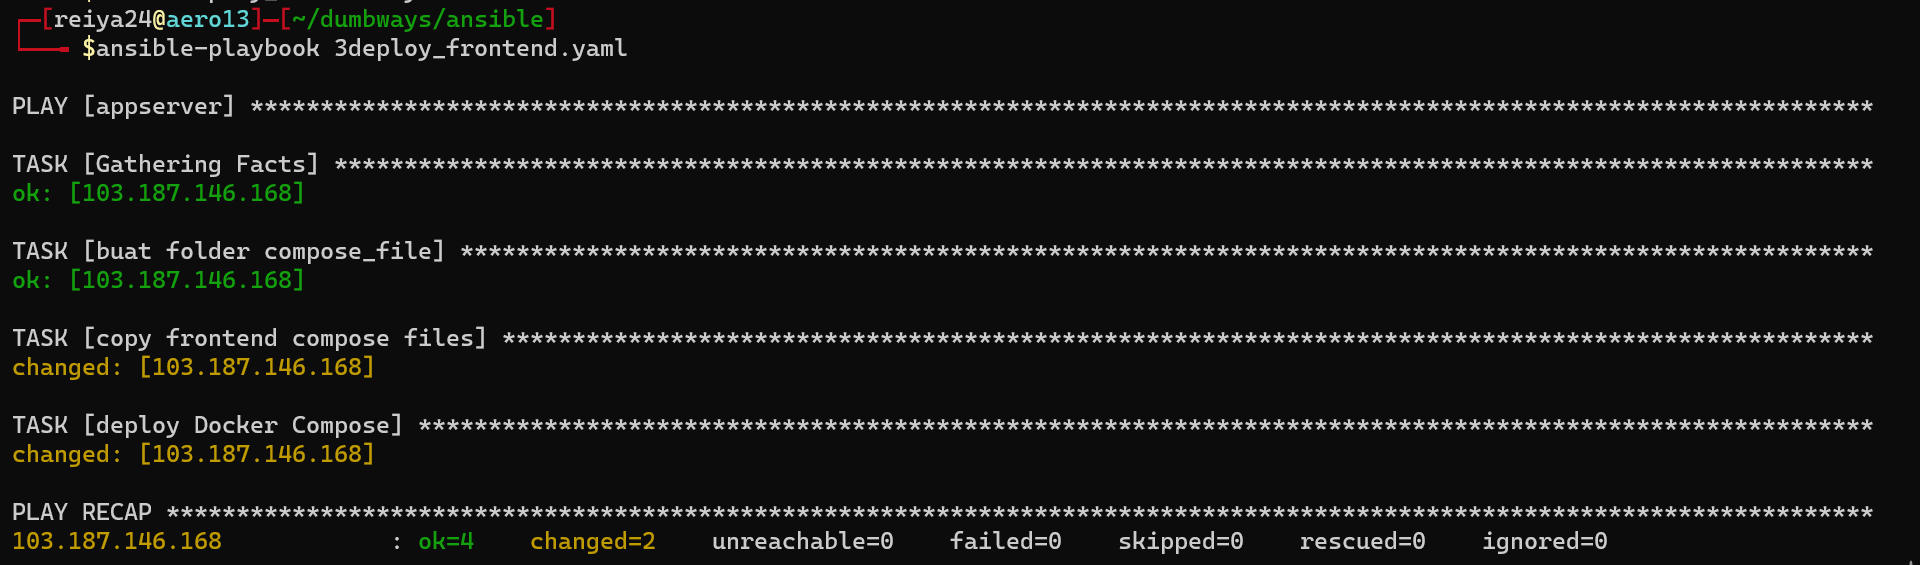 [reiya24@aero13]-[~/dumbways/ansible]
$ansible-playbook 3deploy_frontend.yaml
PLAY [appserver] ********************************************************************************************************************
TASK [Gathering Facts] **************************************************************************************************************
ok: [103.187.146.168]
TASK [buat folder compose_file] *****************************************************************************************************
ok: [103.187.146.168]
TASK [copy frontend compose files] **************************************************************************************************
changed: [103.187.146.168]
TASK [deploy Docker Compose] ********************************************************************************************************
changed: [103.187.146.168]
PLAY RECAP **************************************************************************************************************************
103.187.146.168            : ok=4    changed=2    unreachable=0    failed=0    skipped=0    rescued=0    ignored=0